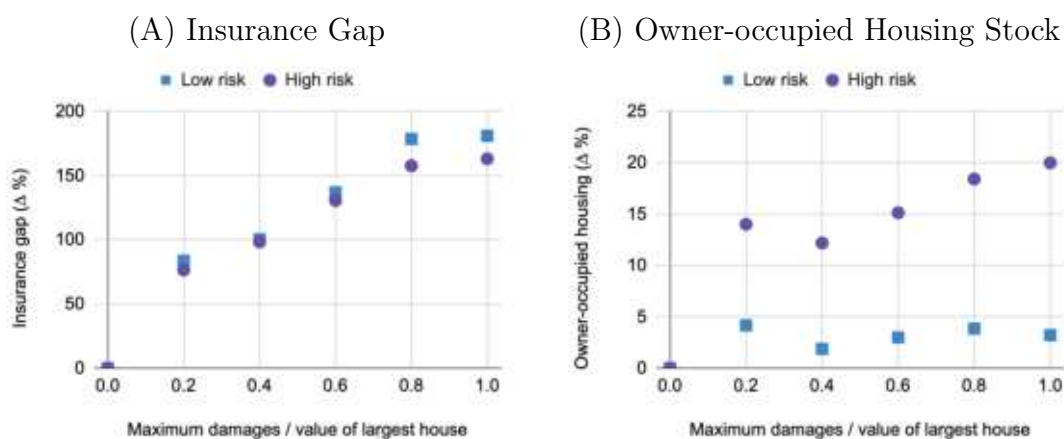 (A) Insurance Gap
Low risk High risk
Insurance gap (Δ %)
200
150
100
50
0
0.0 0.2 0.4 0.6 0.8 1.0
Maximum damages / value of largest house
(B) Owner-occupied Housing Stock
Low risk High risk
Owner-occupied housing (Δ %)
25
20
15
10
5
0
0.0 0.2 0.4 0.6 0.8 1.0
Maximum damages / value of largest house